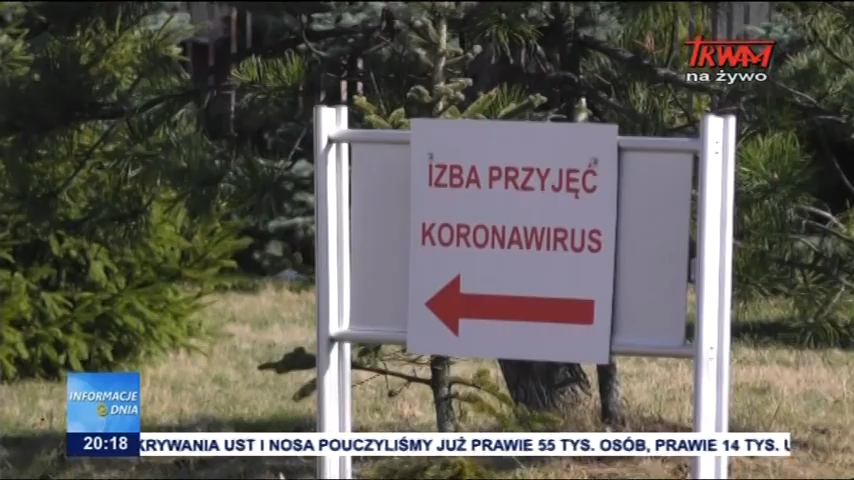 TRWAM
na żywo
IZBA PRZYJĘĆ
KORONAWIRUS
INFORMACJE
DNIA
20:18
KRYWANIA UST I NOSA POUCZYLIŚMY JUŻ PRAWIE 55 TYS. OSÓB, PRAWIE 14 TYS.